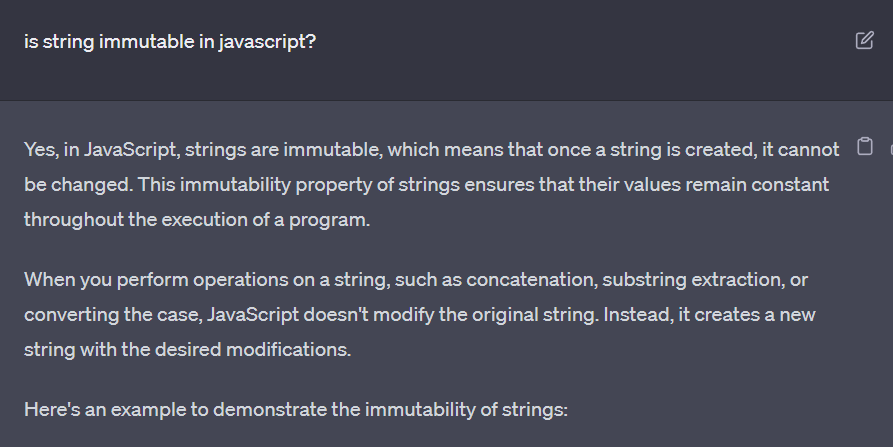 is string immutable in javascript?
Yes, in JavaScript, strings are immutable, which means that once a string is created, it cannot
be changed. This immutability property of strings ensures that their values remain constant
throughout the execution of a program.
When you perform operations on a string, such as concatenation, substring extraction, or
converting the case, JavaScript doesn't modify the original string. Instead, it creates a new
string with the desired modifications.
Here's an example to demonstrate the immutability of strings: